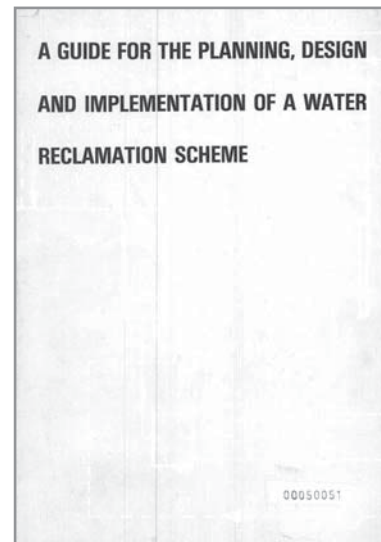 A GUIDE FOR THE PLANNING, DESIGN
AND IMPLEMENTATION OF A WATER
RECLAMATION SCHEME
00050051